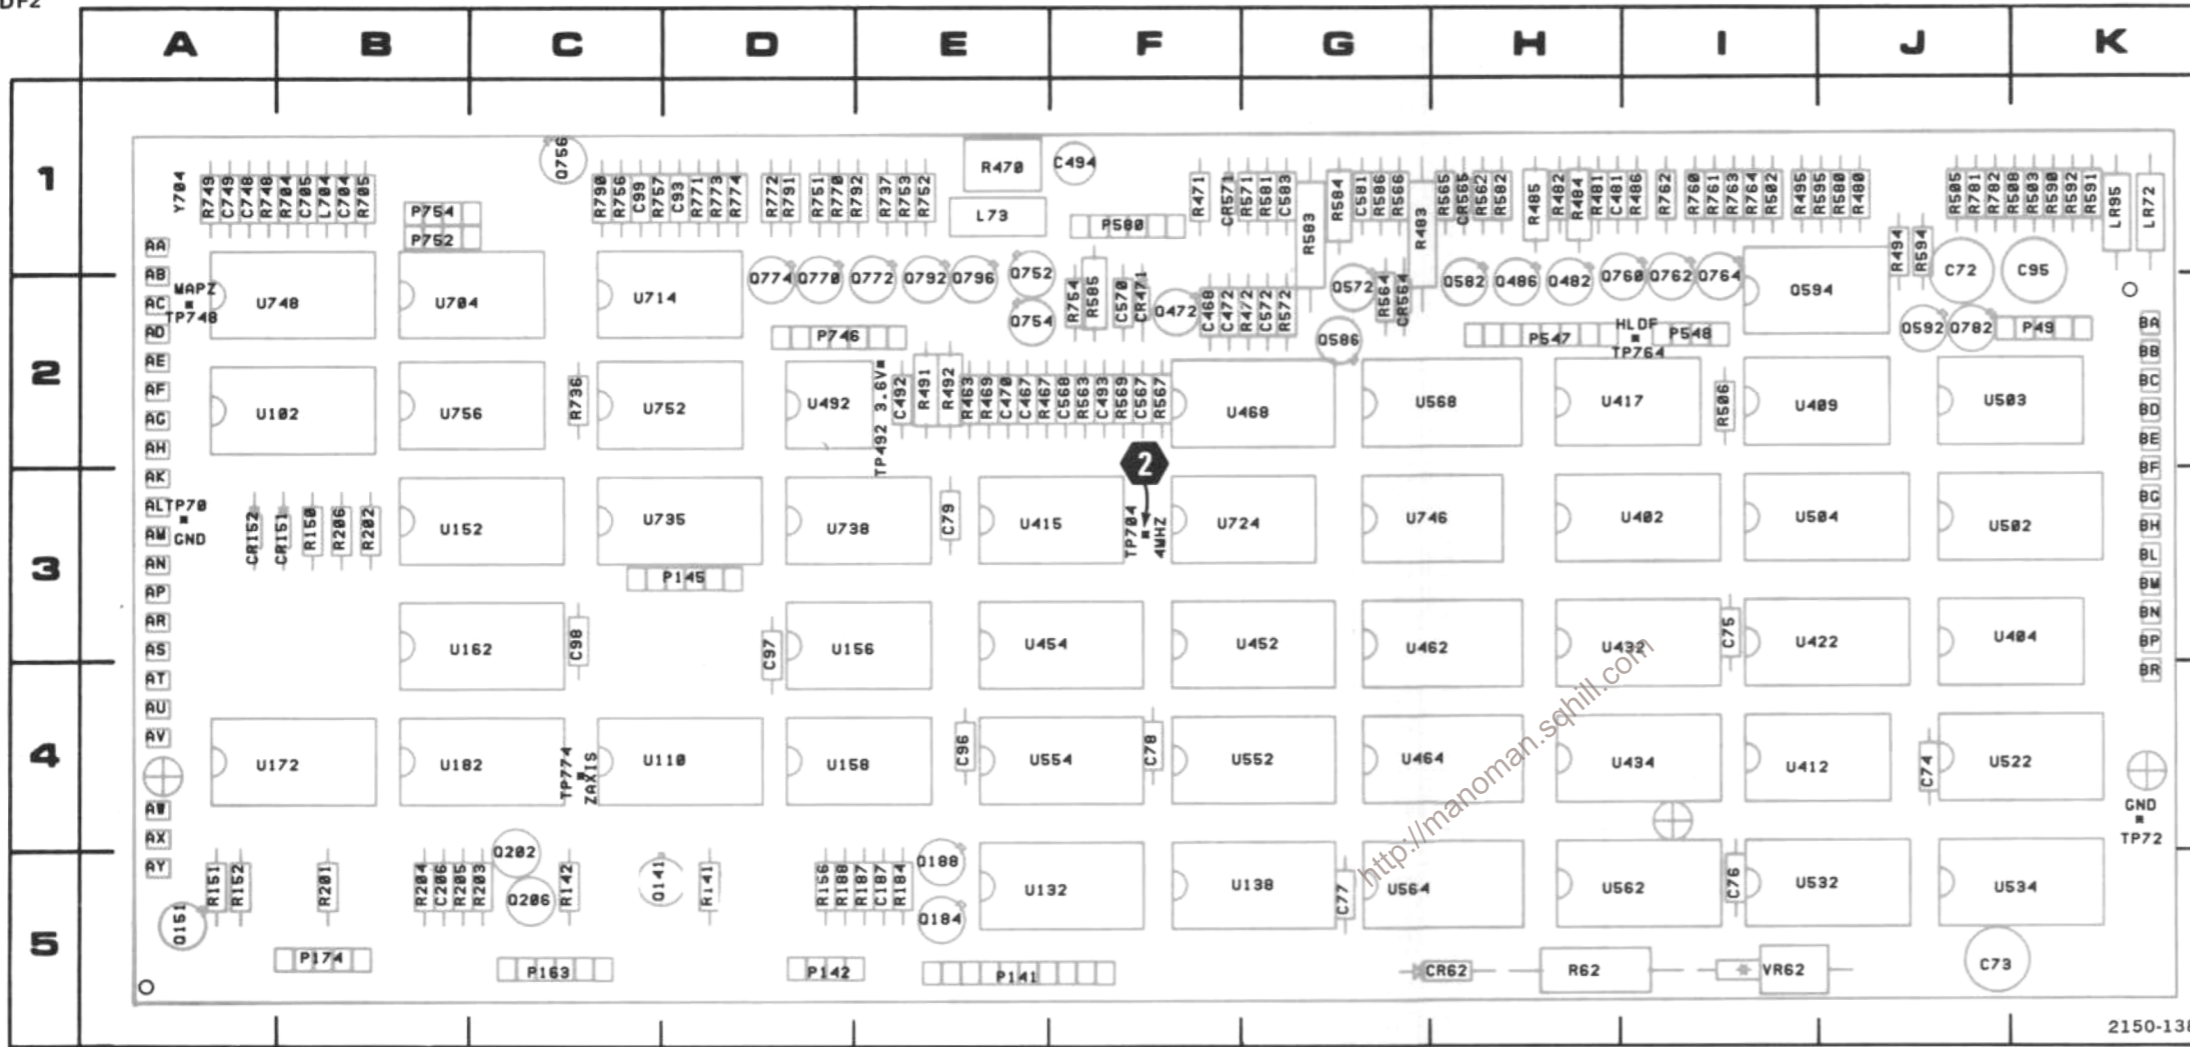 DF2
A B C D E F G H I J K
1
Y704 R749 C749 C748 R748 R704 C705 L704 C704 R705 P754 P752 Q756 R790 R756 C99 R757 C93 R771 R773 R774 R772 R791 R751 R770 R792 R737 R753 R752 R470 L73 C494 P580 R471 CR571 R571 R581 C583 R583 R584 C581 R586 R566 R483 R565 CR565 R562 R582 R485 R482 R484 R481 C481 R486 R762 R760 R761 R764 R502 R495 R595 R580 R480 R494 R594 R505 R781 R782 R508 R503 R590 R592 R591 LR95 LR72
AA
AB
AC
AD
MAPZ
TP748
U748 U704 U714 Q774 Q770 Q772 Q792 Q796 Q752 Q754 R754 R585 C570 CR471 Q472 C468 C472 R472 C572 R572 Q572 R564 CR564 Q582 Q486 Q482 Q760 Q762 Q764 Q594 C72 C95
P746 Q586 P547 HLDF TP764 P548 Q592 Q782 P49 BA
2
AE
AF
AG
AH
U102 U756 R736 U752 U492 TP492 3.6V C492 R491 R492 R463 R469 C470 C467 R467 C568 R563 C493 R569 C567 R567 U468 U568 U417 R506 U409 U503
BB
BC
BD
BE
2
AK
AL
AM
AN
AP
AR
AS
TP70
GND
CR152 CR151 R150 R206 R202 U152 U735 U738 C79 U415 TP704 4MHZ U724 U746 U402 U504 U502
BF
BG
BH
BL
BM
BN
BP
BR
3
P145
U162 C98 C97 U156 U454 U452 U462 U432 C75 U422 U404
AT
AU
AV
4
U172 U182 TP774 ZAXIS U110 U158 C96 U554 C78 U552 U464 U434 U412 C74 U522
GND
TP72
AW
AX
AY
R151 R152 R201 R204 C206 R205 R203 Q202 Q206 R142 Q141 R141 R156 R188 R187 C187 R184 Q188 Q184 U132 U138 C77 U564 U562 C76 U532 U534
5
Q151 P174 P163 P142 P141 CR62 R62 VR62 C73
2150-138
http://manoman.sqhill.com